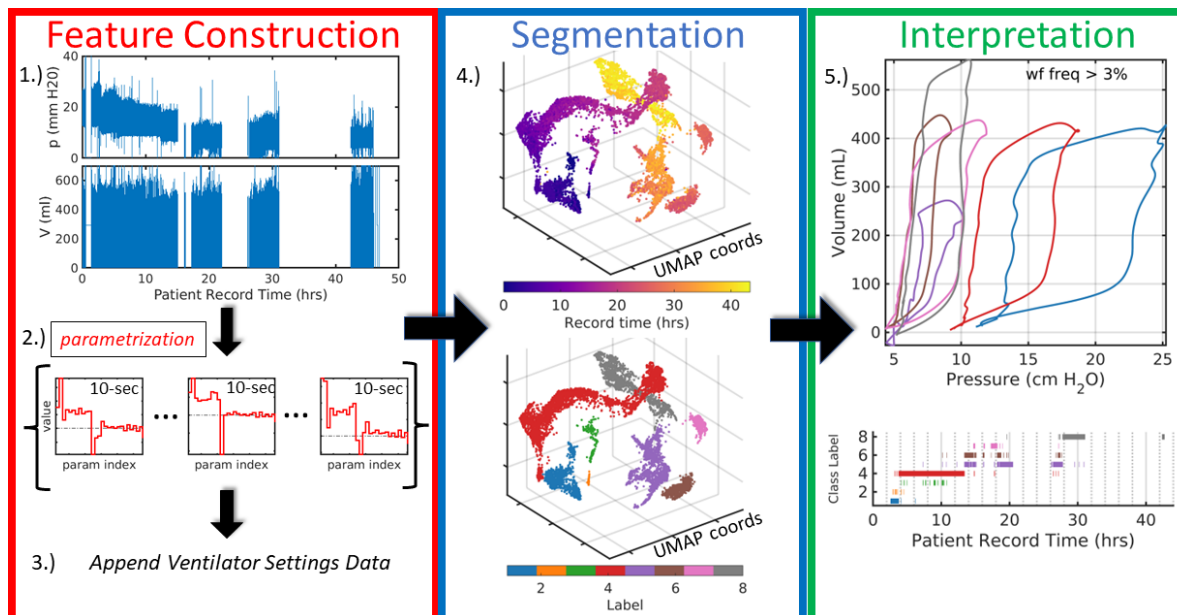 Feature Construction
1.)
p (mm H20)
40
20
0
V (ml)
600
300
0
0 10 20 30 40 50
Patient Record Time (hrs)
2.)
parametrization
value
10-sec
10-sec
10-sec
... ...
param index
param index
param index
3.)
Append Ventilator Settings Data
Segmentation
4.)
UMAP coords
0 10 20 30 40
Record time (hrs)
UMAP coords
2 4 6 8
Label
Interpretation
5.)
wf freq > 3%
Volume (mL)
500
400
300
200
100
0
5 10 15 20 25
Pressure (cm H2O)
Class Label
8
6
4
2
0 10 20 30 40
Patient Record Time (hrs)